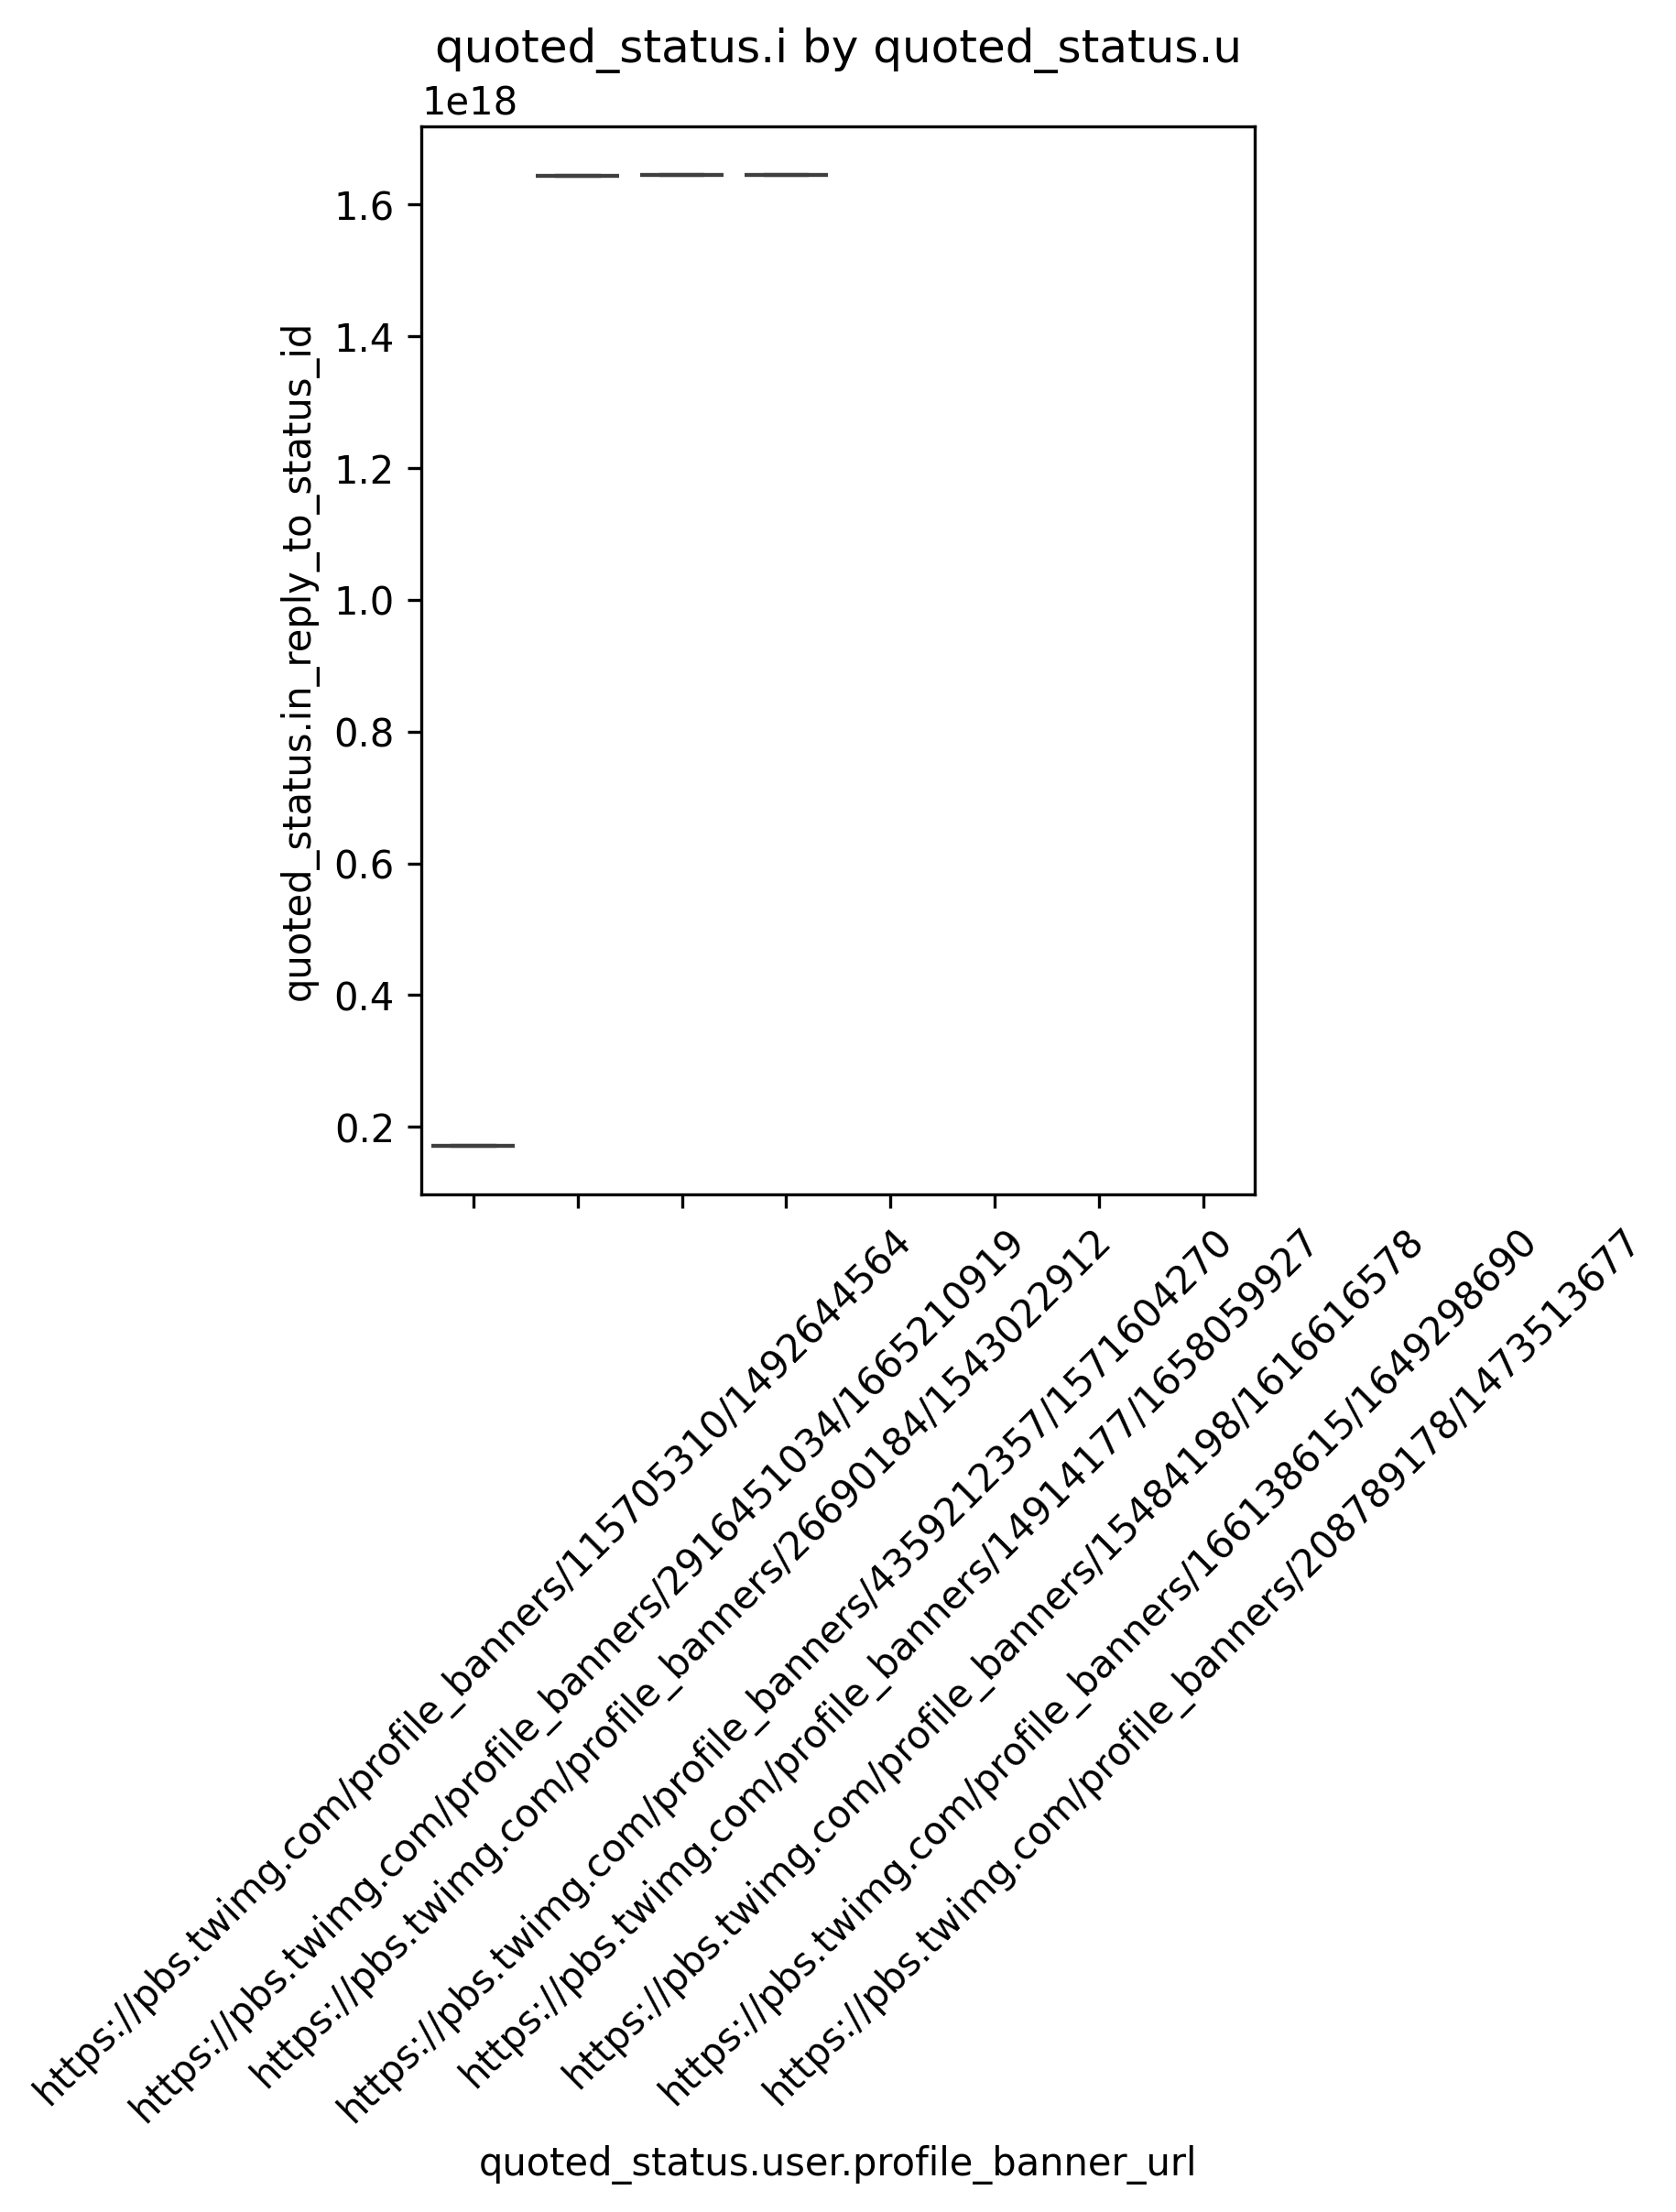 quoted_status.i by quoted_status.u
1e18
1.6
1.4
1.2
1.0
0.8
0.6
0.4
0.2
quoted_status.in_reply_to_status_id
https://pbs.twimg.com/profile_banners/115705310/1492644564
https://pbs.twimg.com/profile_banners/2916451034/1665210919
https://pbs.twimg.com/profile_banners/26690184/1543022912
https://pbs.twimg.com/profile_banners/4359212357/1571604270
https://pbs.twimg.com/profile_banners/14914177/1658059927
https://pbs.twimg.com/profile_banners/15484198/1616616578
https://pbs.twimg.com/profile_banners/166138615/1649298690
https://pbs.twimg.com/profile_banners/208789178/1473513677
quoted_status.user.profile_banner_url